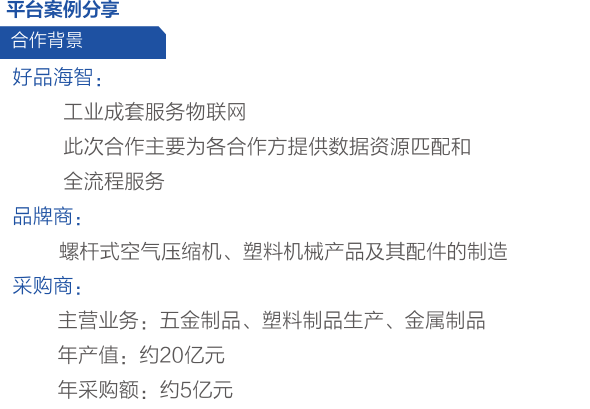 平台案例分享
合作背景
好品海智：
工业成套服务物联网
此次合作主要为各合作方提供数据资源匹配和
全流程服务
品牌商：
螺杆式空气压缩机、塑料机械产品及其配件的制造
采购商：
主营业务：五金制品、塑料制品生产、金属制品
年产值：约20亿元
年采购额：约5亿元